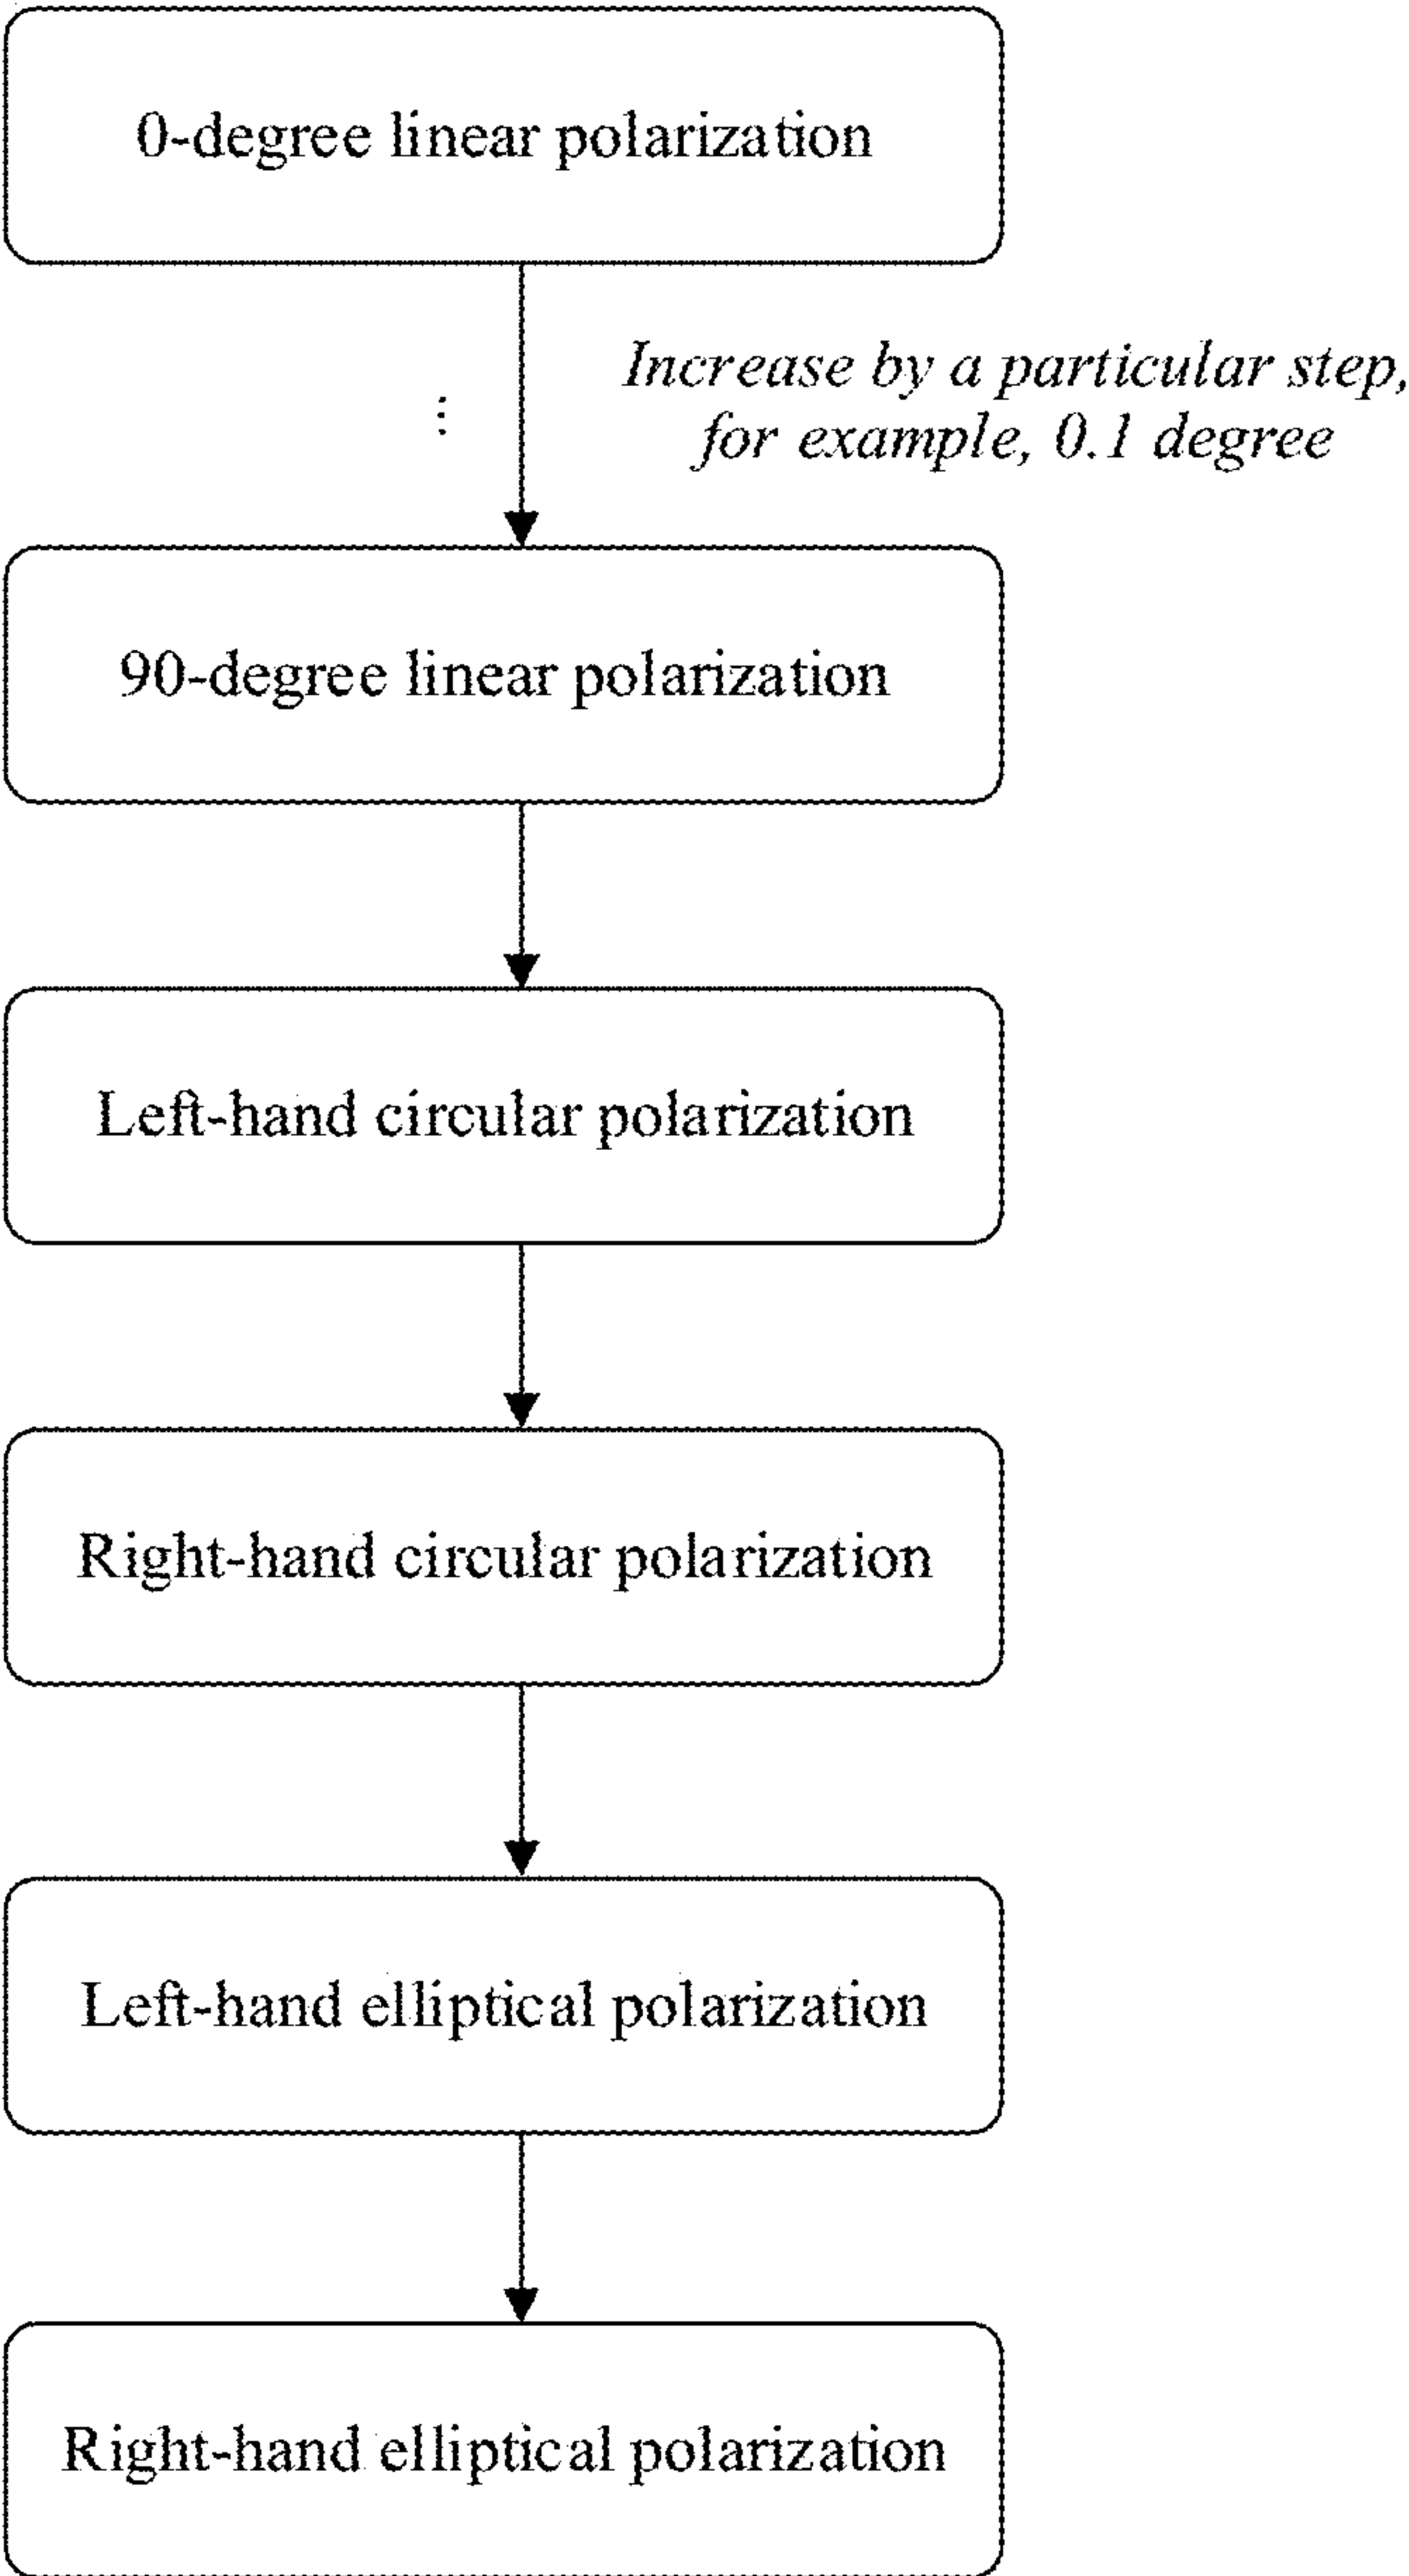 0-degree linear polarization
Increase by a particular step,
for example, 0.1 degree
⋮
90-degree linear polarization
Left-hand circular polarization
Right-hand circular polarization
Left-hand elliptical polarization
Right-hand elliptical polarization